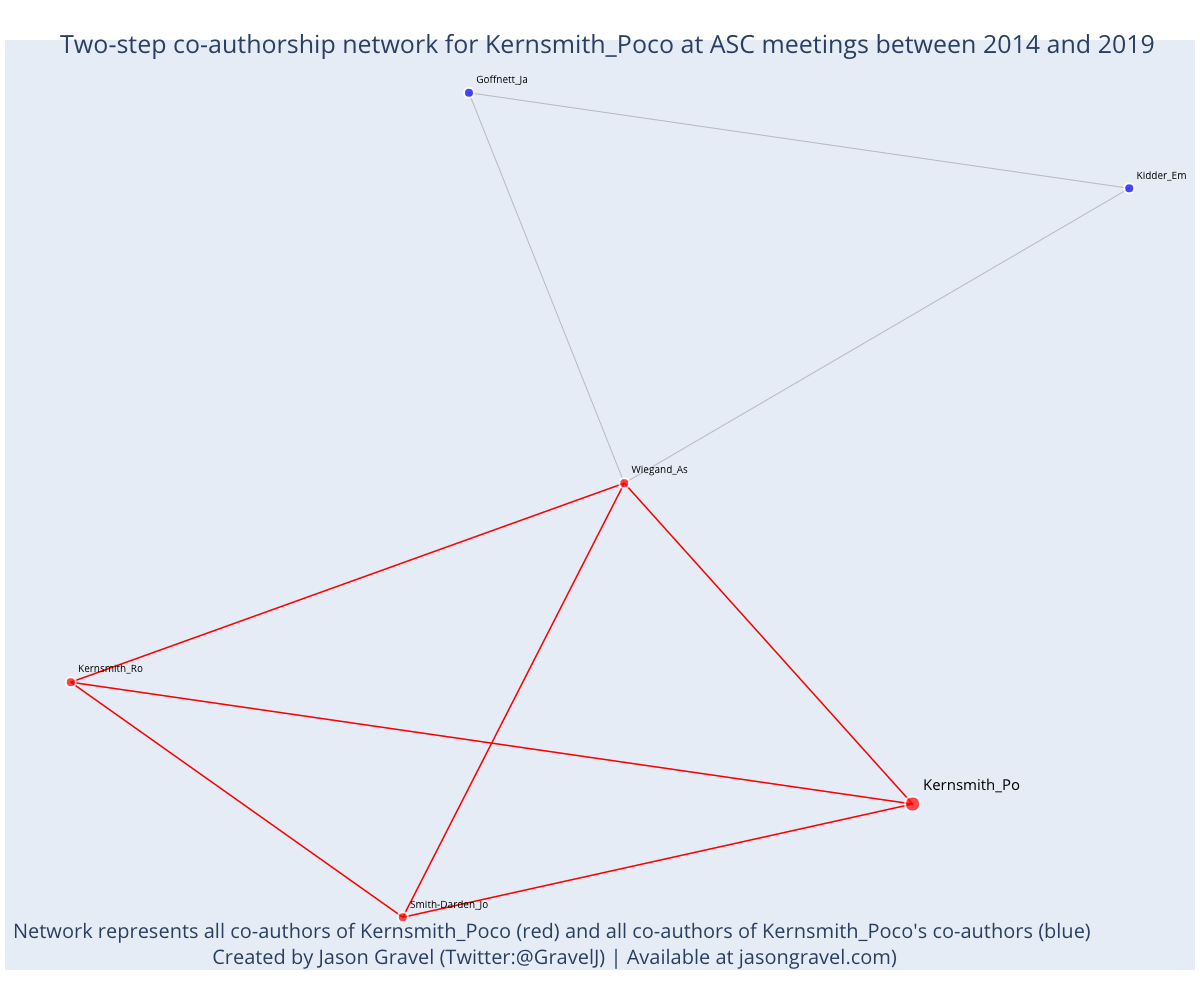 Two-step co-authorship network for Kernsmith_Poco at ASC meetings between 2014 and 2019
Goffnett_Ja
Kidder_Em
Wiegand_As
Kernsmith_Ro
Kernsmith_Po
Smith-Darden_Jo
Network represents all co-authors of Kernsmith_Poco (red) and all co-authors of Kernsmith_Poco's co-authors (blue)
Created by Jason Gravel (Twitter:@GravelJ) | Available at jasongravel.com)